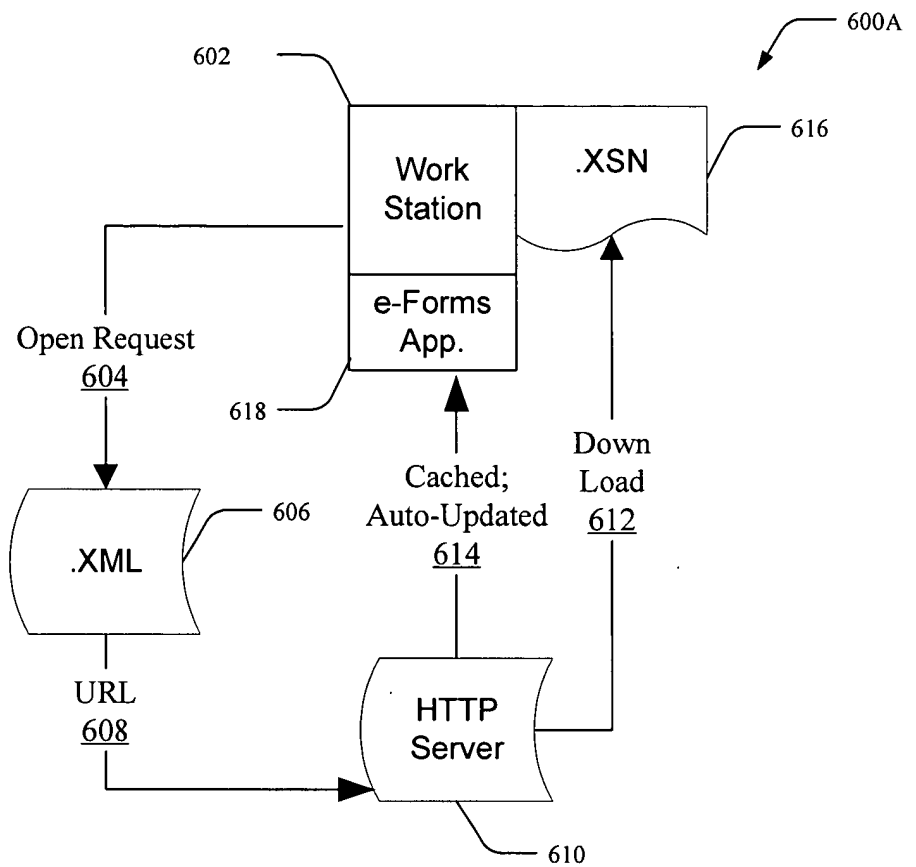 600A
602
616
Work
Station
.XSN
e-Forms
App.
Open Request
604
618
Down
Load
612
Cached;
Auto-Updated
614
606
.XML
URL
608
HTTP
Server
610